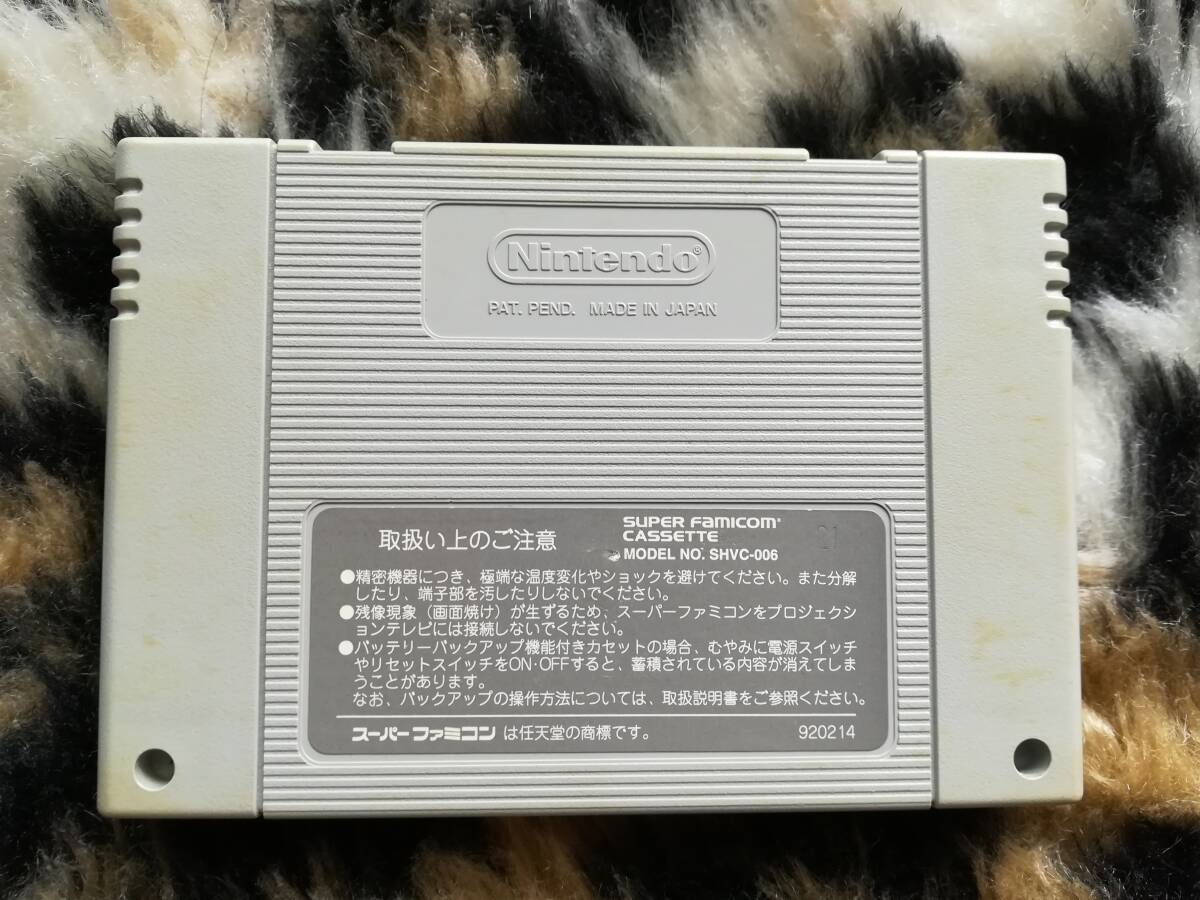 Nintendo®
PAT. PEND. MADE IN JAPAN
取扱い上のご注意
SUPER FAMICOM®
CASSETTE
MODEL NO. SHVC-006
21
●精密機器につき、極端な温度変化やショックを避けてください。また分解
したり、端子部を汚したりしないでください。
●残像現象(画面焼け)が生ずるため、スーパーファミコンをプロジェクシ
ョンテレビには接続しないでください。
●バッテリーバックアップ機能付きカセットの場合、むやみに電源スイッチ
やリセットスイッチをON・OFFすると、蓄積されている内容が消えてしま
うことがあります。
なお、バックアップの操作方法については、取扱説明書をご参照ください。
スーパーファミコンは任天堂の商標です。
920214